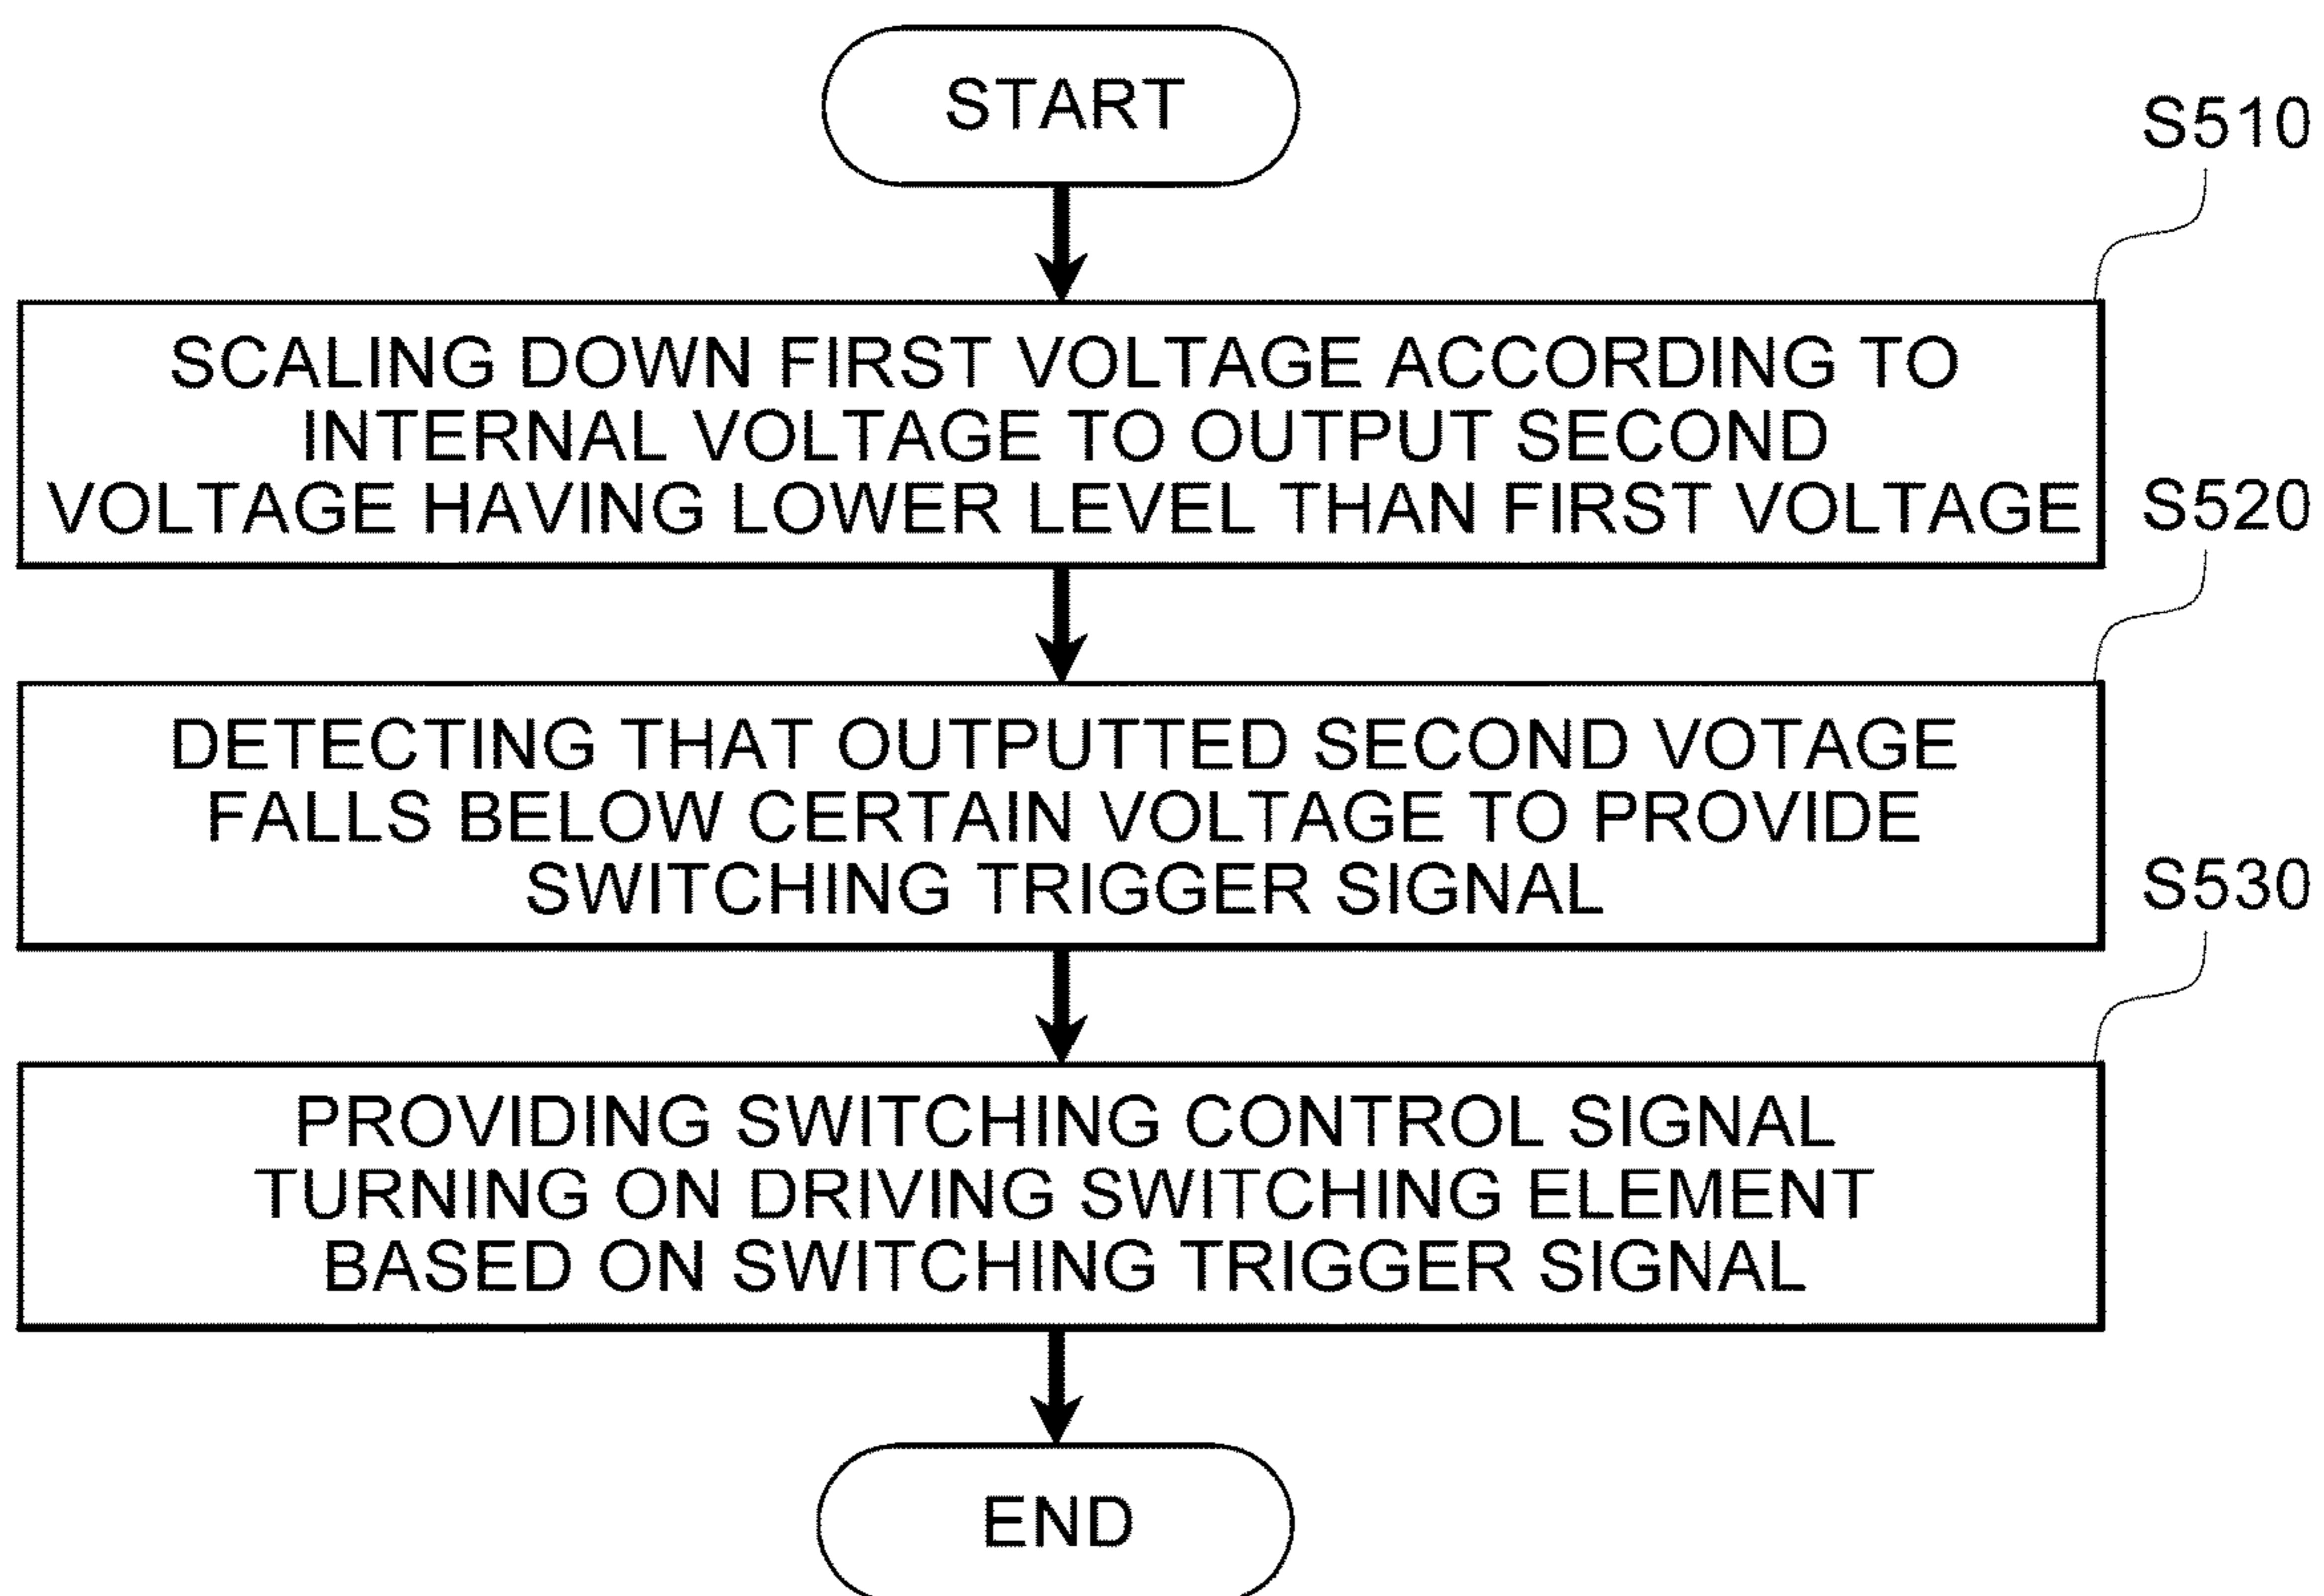 START
S510
SCALING DOWN FIRST VOLTAGE ACCORDING TO
INTERNAL VOLTAGE TO OUTPUT SECOND
VOLTAGE HAVING LOWER LEVEL THAN FIRST VOLTAGE
S520
DETECTING THAT OUTPUTTED SECOND VOTAGE
FALLS BELOW CERTAIN VOLTAGE TO PROVIDE
SWITCHING TRIGGER SIGNAL
S530
PROVIDING SWITCHING CONTROL SIGNAL
TURNING ON DRIVING SWITCHING ELEMENT
BASED ON SWITCHING TRIGGER SIGNAL
END